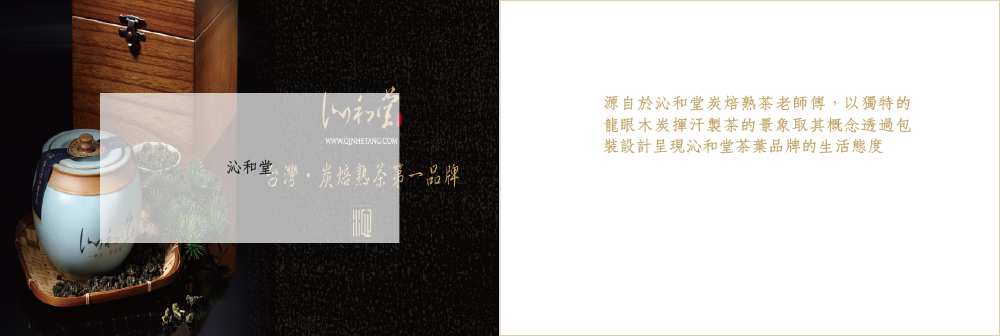 沁和堂
WWW.QINHETANG.COM
沁和堂
台灣・炭焙熟茶第一品牌
沁和堂
源自於沁和堂炭焙熟茶老師傅，以獨特的
龍眼木炭揮汗製茶的景象取其概念透過包
裝設計呈現沁和堂茶葉品牌的生活態度